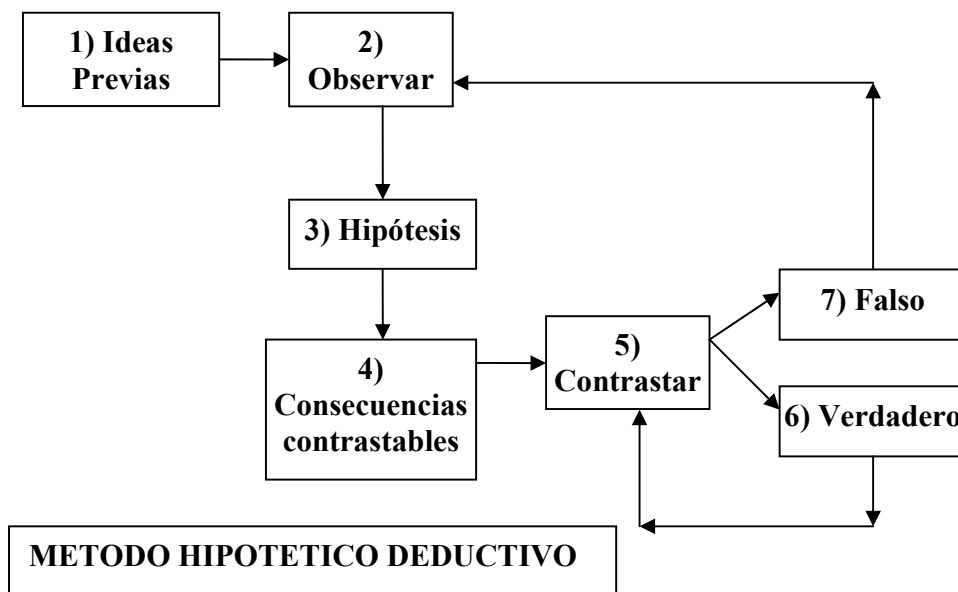 1) Ideas
Previas
2)
Observar
3) Hipótesis
4)
Consecuencias
contrastables
5)
Contrastar
7) Falso
6) Verdadero
METODO HIPOTETICO DEDUCTIVO